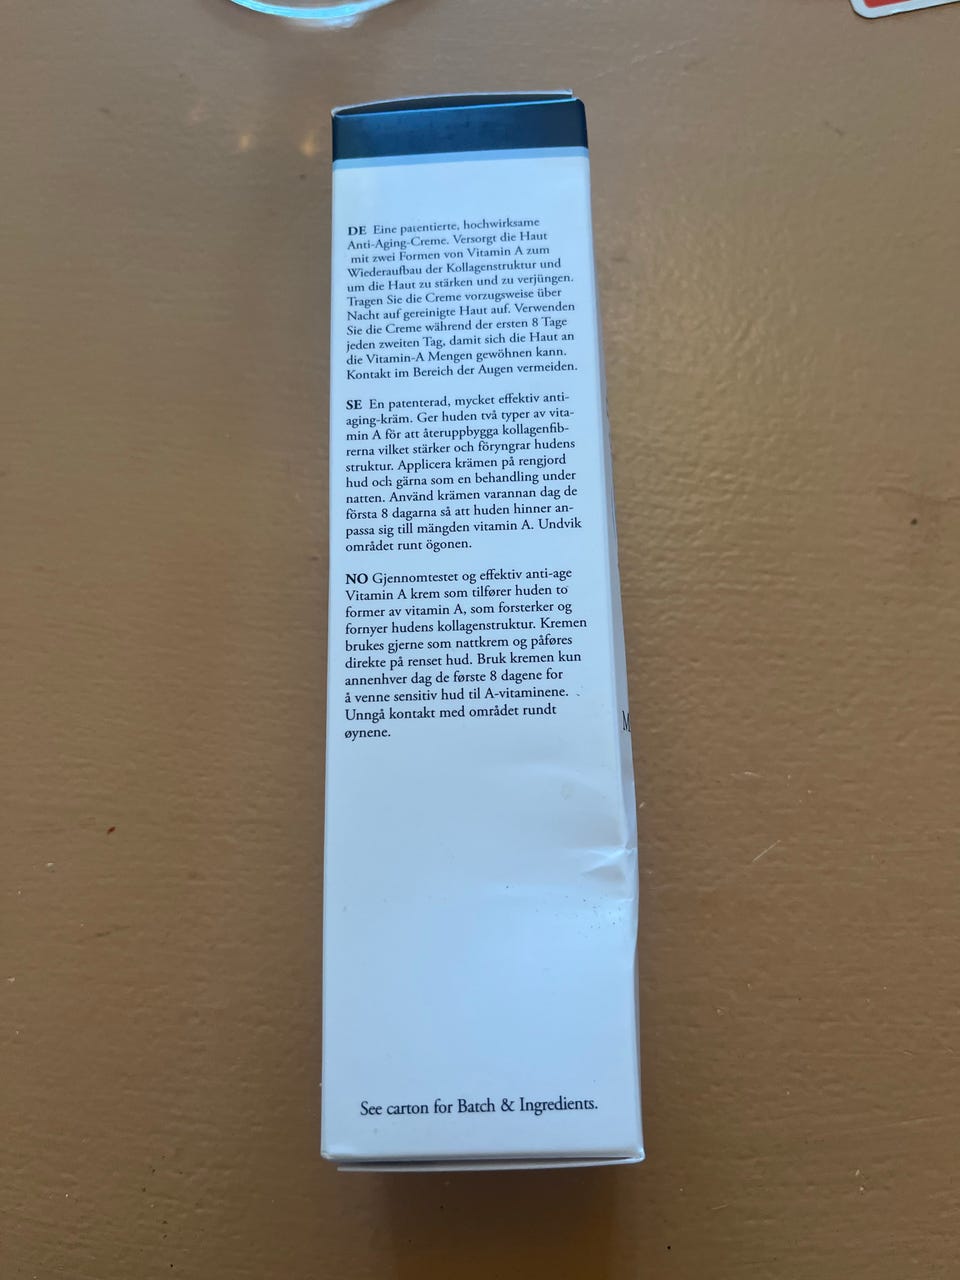 DE Eine patentierte, hochwirksame
Anti-Aging-Creme. Versorgt die Haut
mit zwei Formen von Vitamin A zum
Wiederaufbau der Kollagenstruktur und
um die Haut zu stärken und zu verjüngen.
Tragen Sie die Creme vorzugsweise über
Nacht auf gereinigte Haut auf. Verwenden
Sie die Creme während der ersten 8 Tage
jeden zweiten Tag, damit sich die Haut an
die Vitamin-A Mengen gewöhnen kann.
Kontakt im Bereich der Augen vermeiden.
SE En patenterad, mycket effektiv anti-
aging-kräm. Ger huden två typer av vita-
min A för att återuppbygga kollagenfib-
rerna vilket stärker och föryngrar hudens
struktur. Applicera krämen på rengjord
hud och gärna som en behandling under
natten. Använd krämen varannan dag de
första 8 dagarna så att huden hinner an-
passa sig till mängden vitamin A. Undvik
området runt ögonen.
NO Gjennomtestet og effektiv anti-age
Vitamin A krem som tilfører huden to
former av vitamin A, som forsterker og
fornyer hudens kollagenstruktur. Kremen
brukes gjerne som nattkrem og påføres
direkte på renset hud. Bruk kremen kun
annenhver dag de første 8 dagene for
å venne sensitiv hud til A-vitaminene.
Unngå kontakt med området rundt
øynene.
M
See carton for Batch & Ingredients.